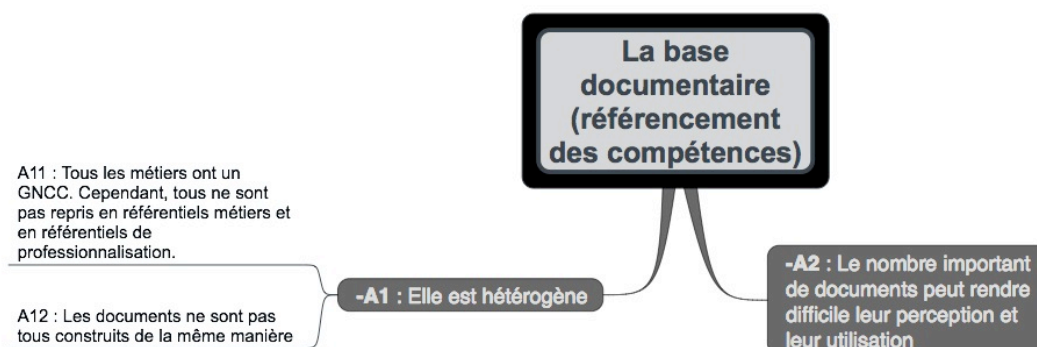 La base
documentaire
(référencement
des compétences)
A11 : Tous les métiers ont un
GNCC. Cependant, tous ne sont
pas repris en référentiels métiers et
en référentiels de
professionnalisation.
-A1 : Elle est hétérogène
A12 : Les documents ne sont pas
tous construits de la même manière
-A2 : Le nombre important
de documents peut rendre
difficile leur perception et
leur utilisation